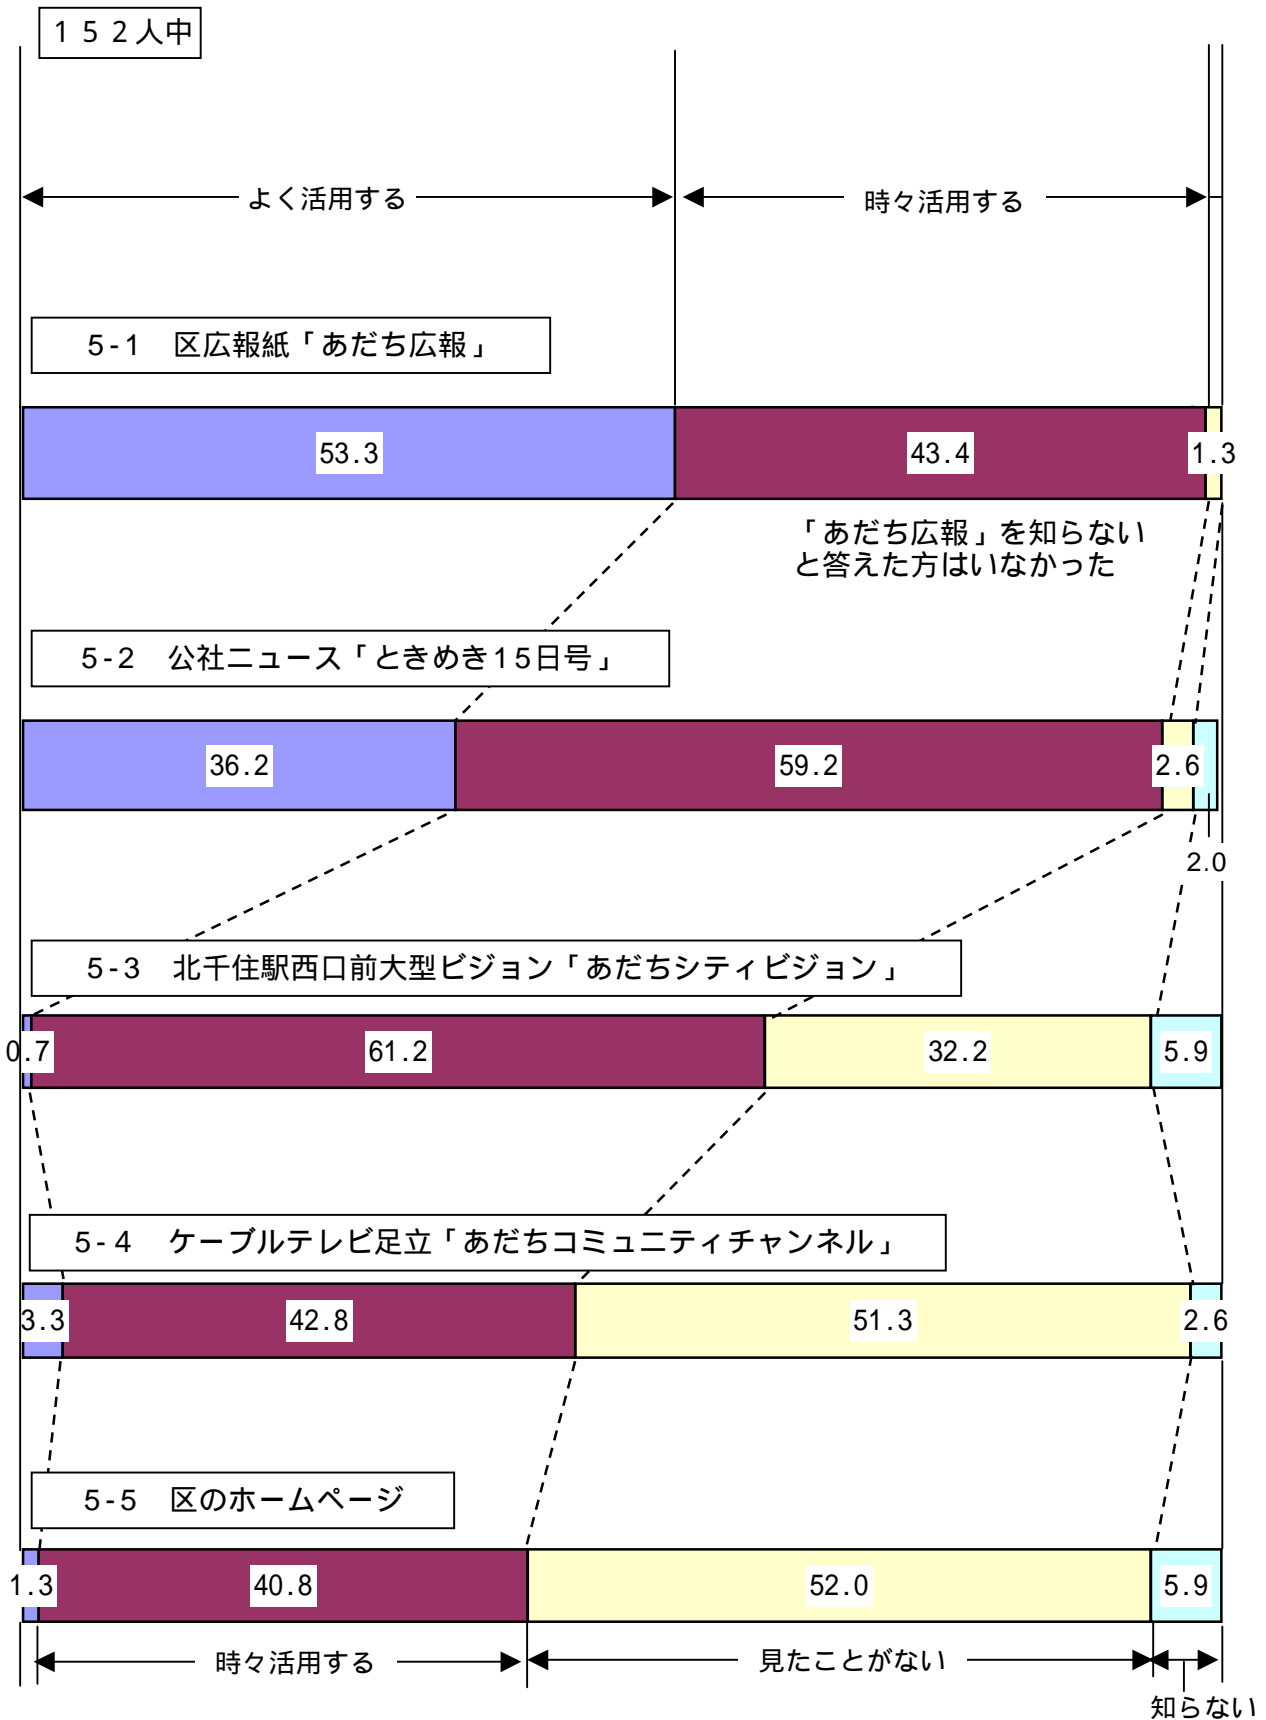 １５２人中
よく活用する
時々活用する
5-1　区広報紙「あだち広報」
53.3
43.4
1.3
「あだち広報」を知らない
と答えた方はいなかった
5-2　公社ニュース「ときめき15日号」
36.2
59.2
2.6
2.0
5-3　北千住駅西口前大型ビジョン「あだちシティビジョン」
0.7
61.2
32.2
5.9
5-4　ケーブルテレビ足立「あだちコミュニティチャンネル」
3.3
42.8
51.3
2.6
5-5　区のホームページ
1.3
40.8
52.0
5.9
時々活用する
見たことがない
知らない